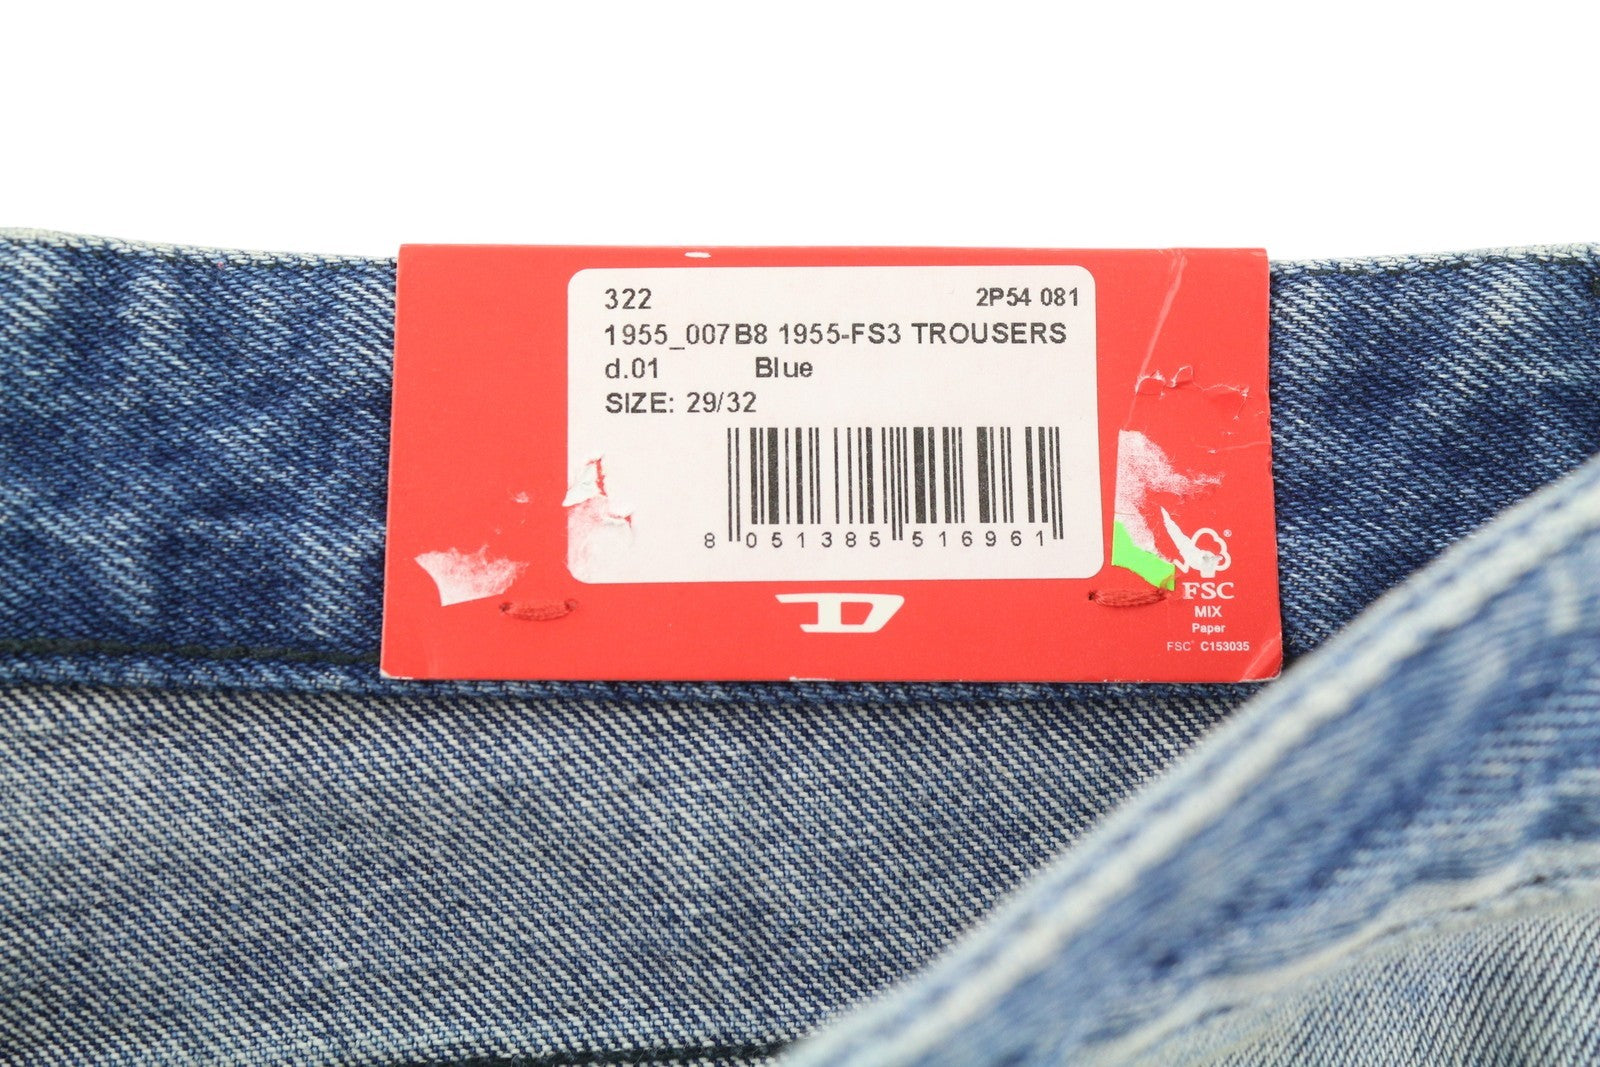 322 2P54 081
1955_007B8 1955-FS3 TROUSERS
d.01 Blue
SIZE: 29/32
8 051385 516961
D
FSC®
MIX
Paper
FSC® C153035